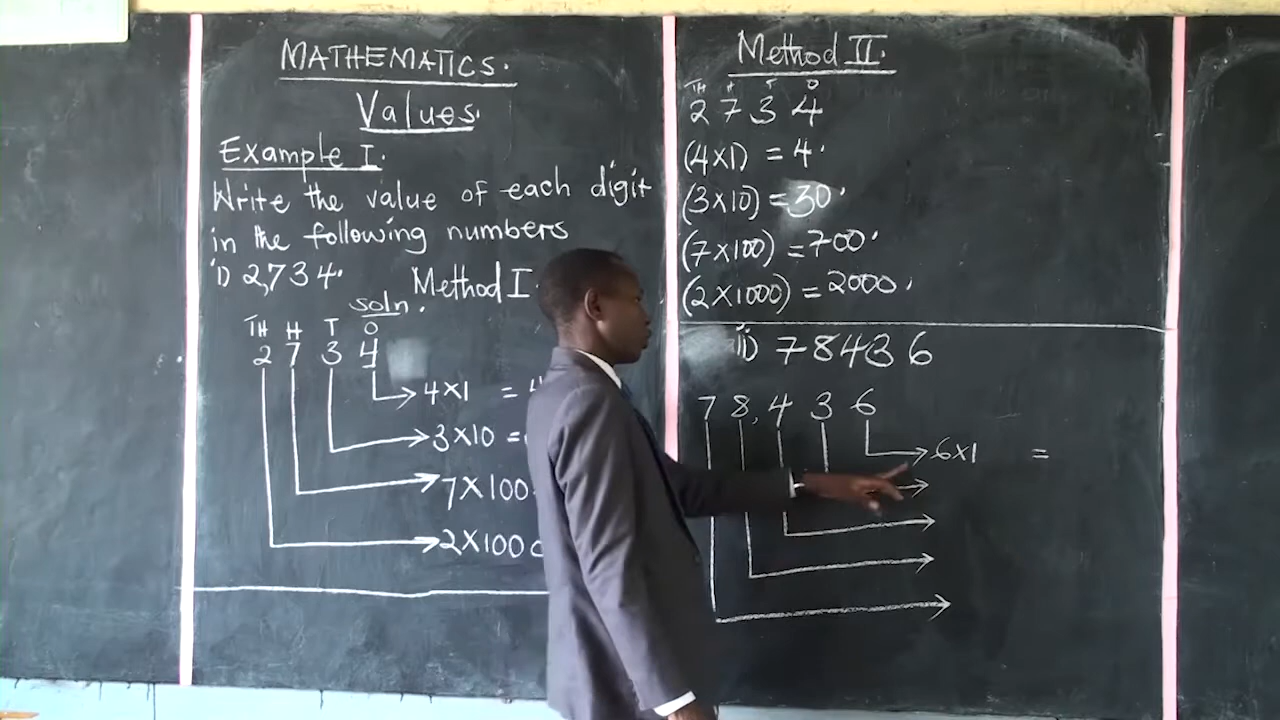 MATHEMATICS.
Values.
Example I.
Write the value of each digit
in the following numbers
i) 2,734. Method I.
soln.
TH H T O
2 7 3 4
4x1 = 4
3x10 =
7x100
2x1000
Method II.
TH H T O
2 7 3 4
(4x1) = 4.
(3x10) = 30.
(7x100) = 700.
(2x1000) = 2000.
ii) 78436
7 8, 4 3 6
6x1 =